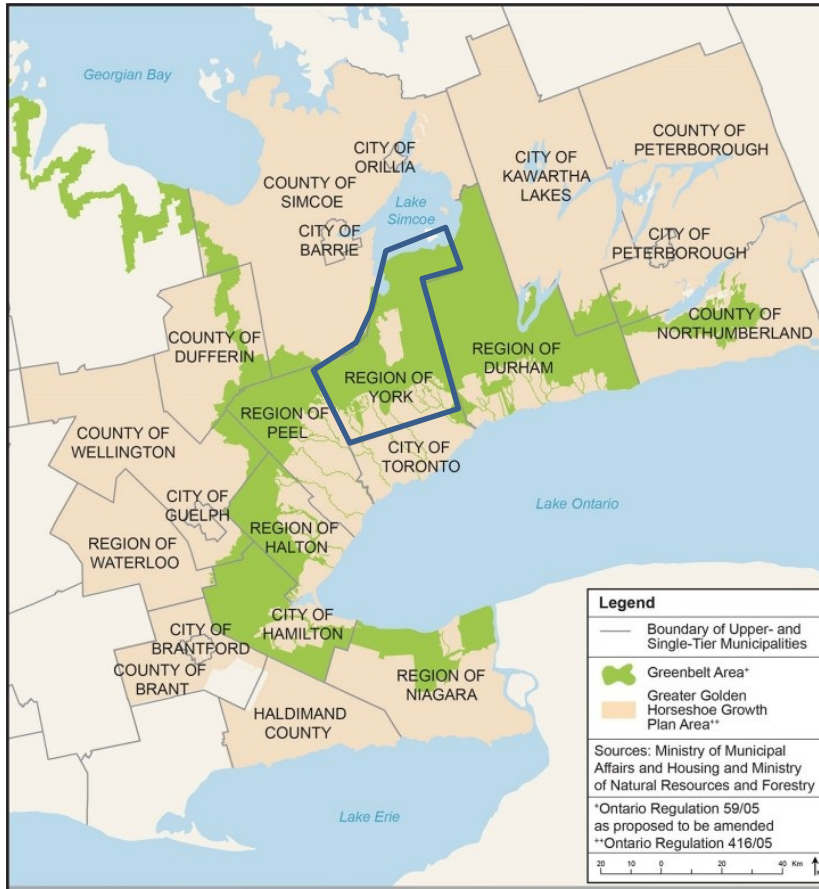 Georgian Bay
CITY OF
ORILLIA
COUNTY OF
SIMCOE
Lake
Simcoe
CITY OF
BARRIE
CITY OF
KAWARTHA
LAKES
COUNTY OF
PETERBOROUGH
CITY OF
PETERBOROUGH
COUNTY OF
NORTHUMBERLAND
COUNTY OF
DUFFERIN
REGION OF
YORK
REGION OF
DURHAM
REGION OF
PEEL
CITY OF
TORONTO
COUNTY OF
WELLINGTON
CITY OF
GUELPH
REGION OF
WATERLOO
REGION OF
HALTON
Lake Ontario
CITY OF
HAMILTON
CITY OF
BRANTFORD
COUNTY OF
BRANT
REGION OF
NIAGARA
HALDIMAND
COUNTY
Lake Erie
Legend
Boundary of Upper- and
Single-Tier Municipalities
Greenbelt Area+
Greater Golden
Horseshoe Growth
Plan Area++
Sources: Ministry of Municipal
Affairs and Housing and Ministry
of Natural Resources and Forestry
+Ontario Regulation 59/05
as proposed to be amended
++Ontario Regulation 416/05
20 10 0 20 40 Km